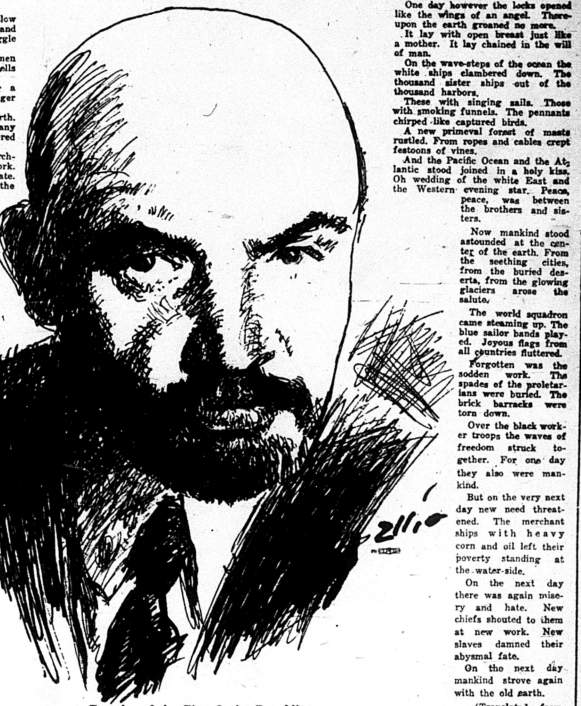 low
and
ggle
men
ells
a
ger
rth.
any
red
rch-
ork.
ate.
the
One day however the locks opened
like the wings of an angel. There-
upon the earth groaned no more.
It lay with open breast just like
a mother. It lay chained in the will
of man.
On the wave-steps of the ocean the
white ships clambered down. The
thousand sister ships out of the
thousand harbors.
These with singing sails. Those
with smoking funnels. The pennants
chirped like captured birds.
A new primeval forest of masts
rustled. From ropes and cables crept
festoons of vines.
And the Pacific Ocean and the At-
lantic stood joined in a holy kiss.
Oh wedding of the white East and
the Western evening star. Peace,
peace, was between
the brothers and sis-
ters.
Now mankind stood
astounded at the cen-
ter of the earth. From
the seething cities,
from the buried des-
erts, from the glowing
glaciers arose the
salute.
The world squadron
came steaming up. The
blue sailor bands play-
ed. Joyous flags from
all countries fluttered.
Forgotten was the
sodden work. The
spades of the proletar-
ians were buried. The
brick barracks were
torn down.
Over the black work-
er troops the waves of
freedom struck to-
gether. For one day
they also were man-
kind.
But on the very next
day new need threat-
ened. The merchant
ships with heavy
corn and oil left their
poverty standing at
the water-side.
On the next day
there was again mise-
ry and hate. New
chiefs shouted to them
at new work. New
slaves damned their
abysmal fate.
On the next day
mankind strove again
with the old earth.